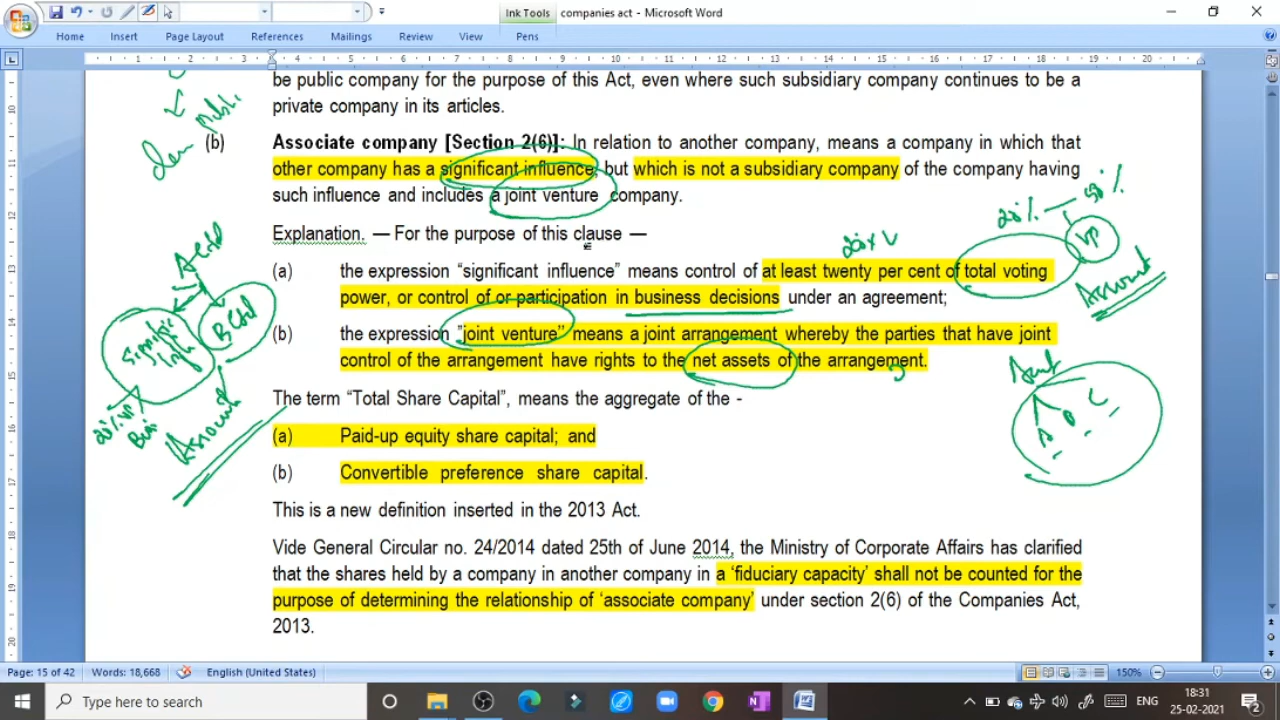 Ink Tools
companies act - Microsoft Word
Home Insert Page Layout References Mailings Review View Pens
be public company for the purpose of this Act, even where such subsidiary company continues to be a
private company in its articles.
(b) Associate company [Section 2(6)]: In relation to another company, means a company in which that
other company has a significant influence, but which is not a subsidiary company of the company having
such influence and includes a joint venture company.
Explanation. — For the purpose of this clause —
(a) the expression “significant influence” means control of at least twenty per cent of total voting
power, or control of or participation in business decisions under an agreement;
(b) the expression ”joint venture” means a joint arrangement whereby the parties that have joint
control of the arrangement have rights to the net assets of the arrangement.
The term “Total Share Capital”, means the aggregate of the -
(a) Paid-up equity share capital; and
(b) Convertible preference share capital.
This is a new definition inserted in the 2013 Act.
Vide General Circular no. 24/2014 dated 25th of June 2014, the Ministry of Corporate Affairs has clarified
that the shares held by a company in another company in a ‘fiduciary capacity’ shall not be counted for the
purpose of determining the relationship of ‘associate company’ under section 2(6) of the Companies Act,
2013.
public
20% — 50%
VP
A Ltd
B Ltd
20% VP
A B C
Page: 15 of 42 Words: 18,668 English (United States) 150%
Type here to search
ENG
18:31
25-02-2021